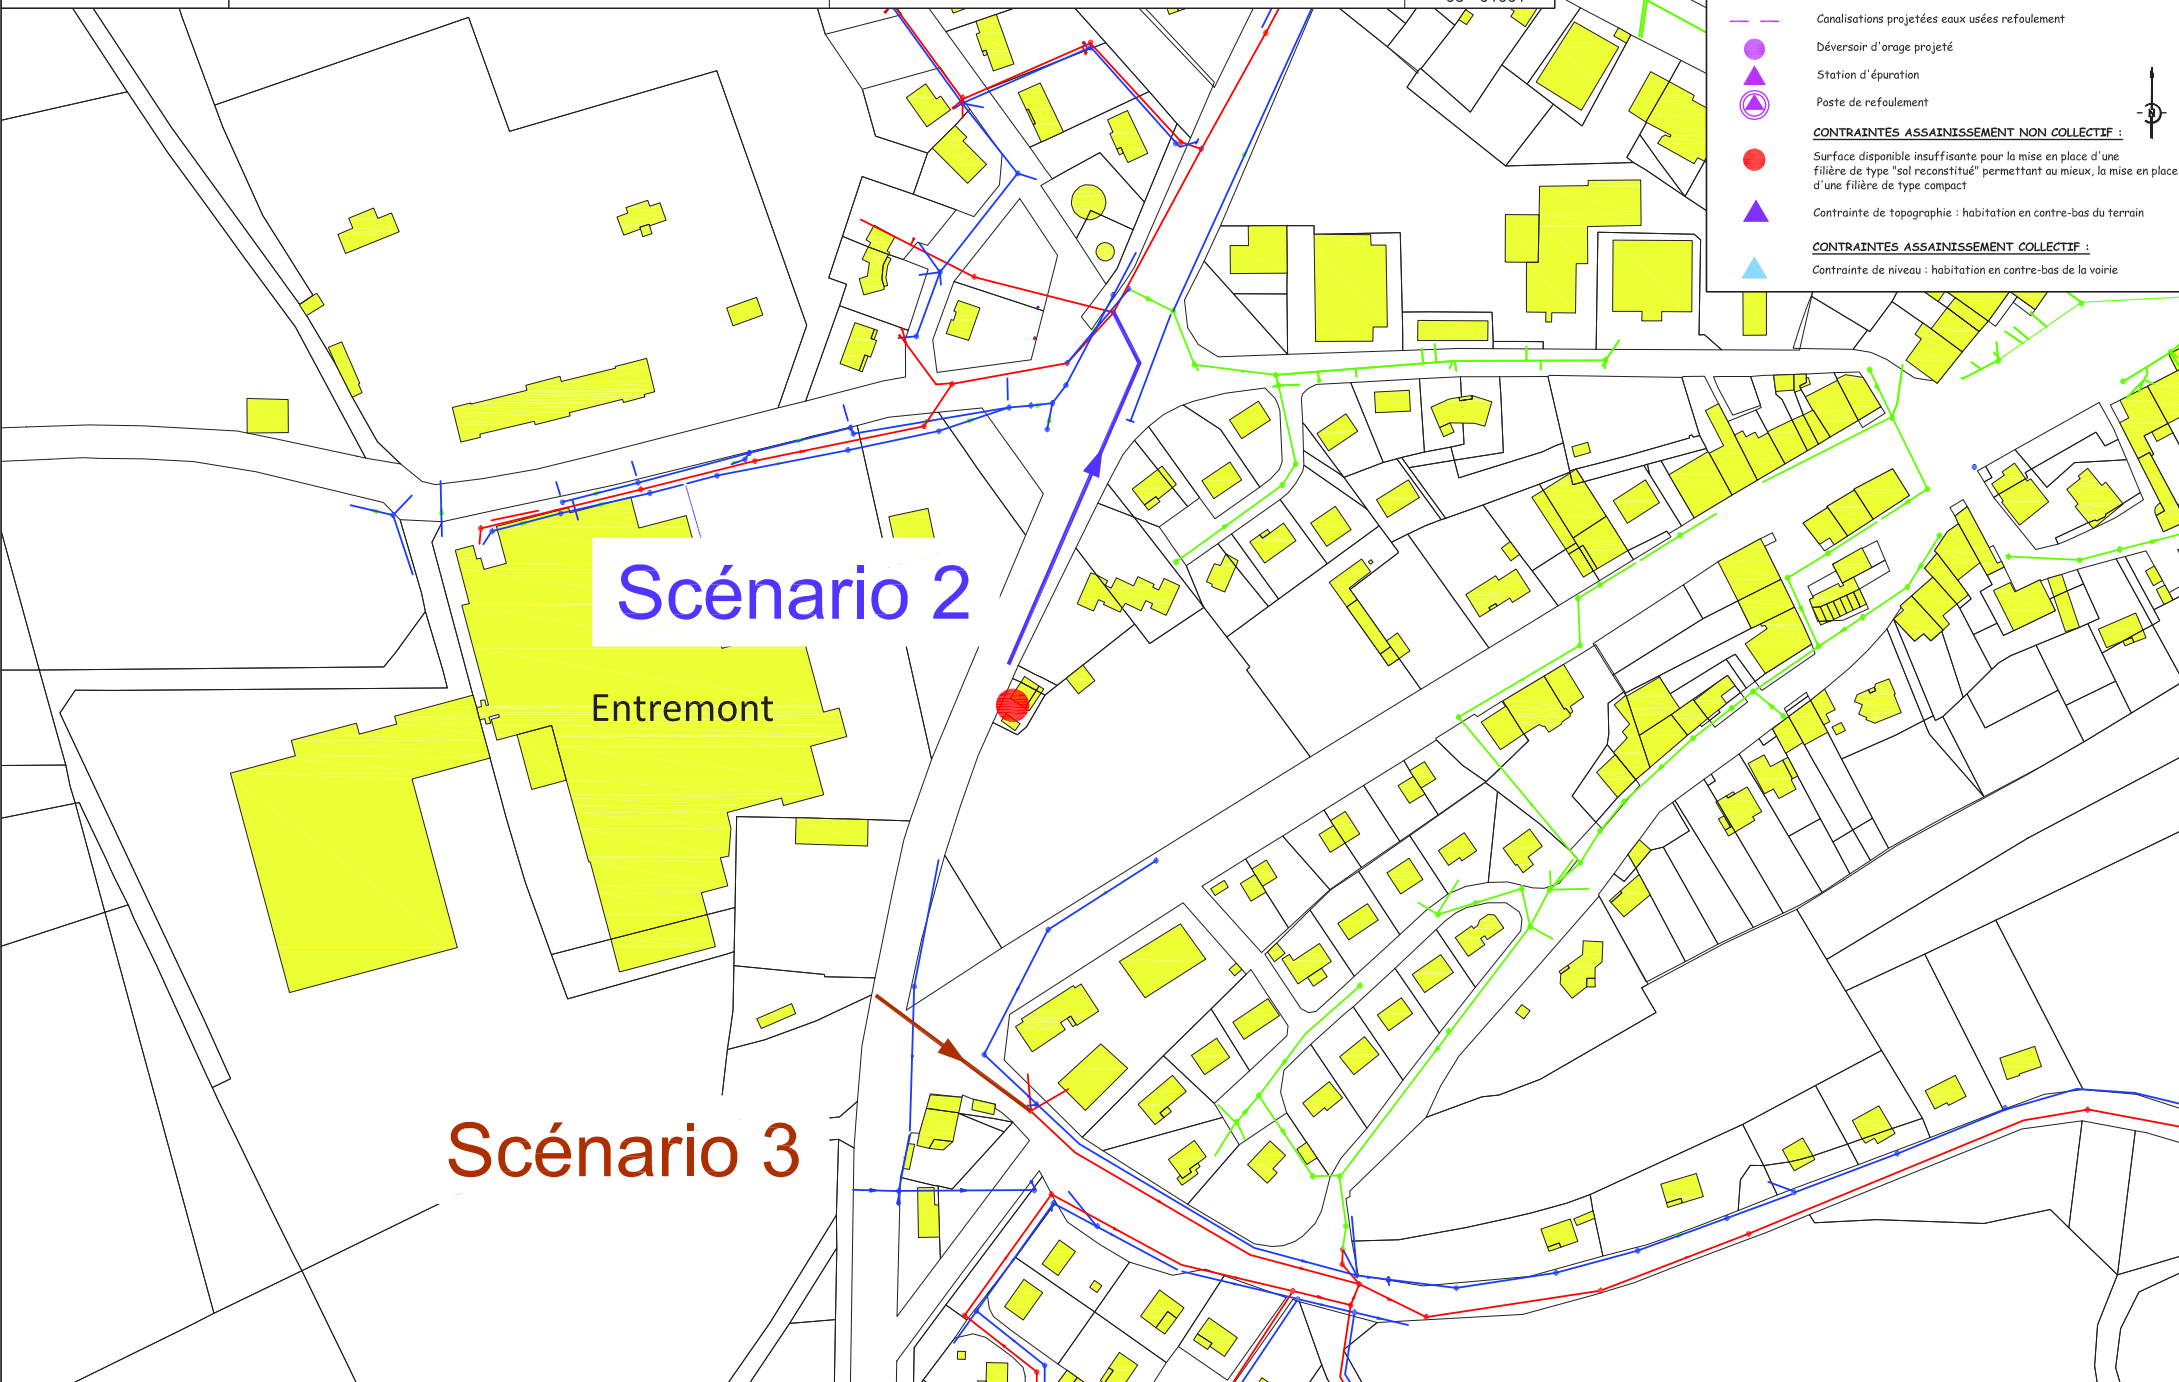 Canalisations projetées eaux usées refoulement
Déversoir d'orage projeté
Station d'épuration
Poste de refoulement
N
CONTRAINTES ASSAINISSEMENT NON COLLECTIF :
Surface disponible insuffisante pour la mise en place d'une
filière de type "sol reconstitué" permettant au mieux, la mise en place
d'une filière de type compact
Contrainte de topographie : habitation en contre-bas du terrain
CONTRAINTES ASSAINISSEMENT COLLECTIF :
Contrainte de niveau : habitation en contre-bas de la voirie
Scénario 2
Entremont
Scénario 3